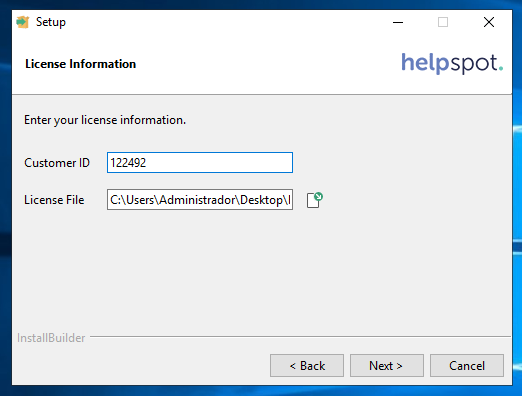 Setup
License Information
helpspot.
Enter your license information.
Customer ID 122492
License File C:\Users\Administrador\Desktop\
InstallBuilder
< Back Next > Cancel